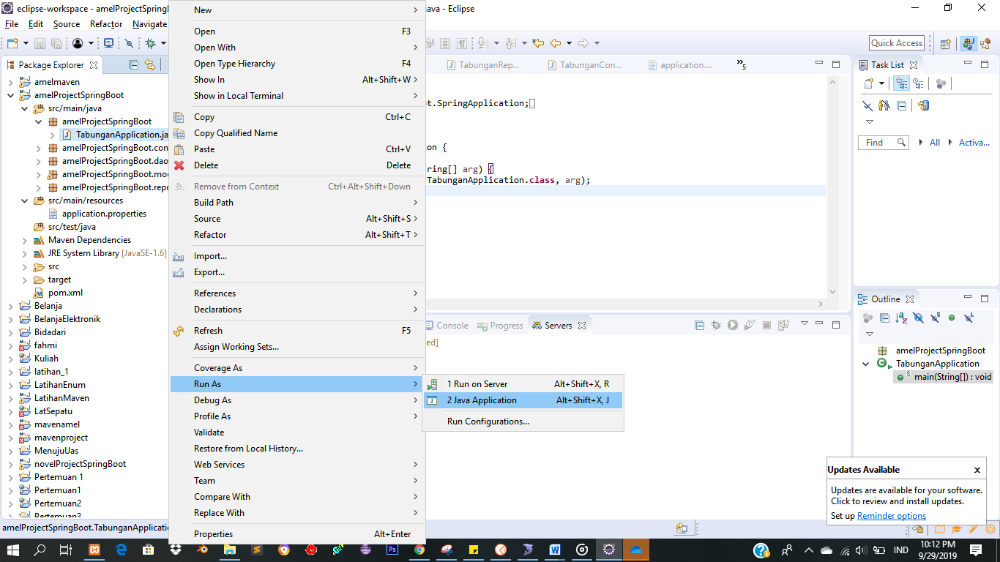 eclipse-workspace - amelProjectSpringB
ava - Eclipse
File Edit Source Refactor Navigate
Quick Access
Package Explorer
amelmaven
amelProjectSpringBoot
src/main/java
amelProjectSpringBoot
TabunganApplication.ja
amelProjectSpringBoot.con
amelProjectSpringBoot.dao
amelProjectSpringBoot.mod
amelProjectSpringBoot.repo
src/main/resources
application.properties
src/test/java
Maven Dependencies
JRE System Library [JavaSE-1.6]
src
target
pom.xml
Belanja
BelanjaElektronik
Bidadari
fahmi
Kuliah
latihan_1
LatihanEnum
LatihanMaven
LatSepatu
mavenamel
mavenproject
MenujuUas
novelProjectSpringBoot
Pertemuan 1
Pertemuan1
Pertemuan2
Pertemuan3
amelProjectSpringBoot.TabunganApplicatio
New
Open F3
Open With
Open Type Hierarchy F4
Show In Alt+Shift+W
Show in Local Terminal
Copy Ctrl+C
Copy Qualified Name
Paste Ctrl+V
Delete Delete
Remove from Context Ctrl+Alt+Shift+Down
Build Path
Source Alt+Shift+S
Refactor Alt+Shift+T
Import...
Export...
References
Declarations
Refresh F5
Assign Working Sets...
Coverage As
Run As
Debug As
Profile As
Validate
Restore from Local History...
Web Services
Team
Compare With
Replace With
Properties Alt+Enter
1 Run on Server Alt+Shift+X, R
2 Java Application Alt+Shift+X, J
Run Configurations...
TabunganRep... TabunganCon... application.... »5
t.SpringApplication;
on {
ring[] arg) {
TabunganApplication.class, arg);
Console Progress Servers
ed]
Task List
Find All Activa...
Outline
amelProjectSpringBoot
TabunganApplication
main(String[]) : void
Updates Available
Updates are available for your software.
Click to review and install updates.
Set up Reminder options
IND
10:12 PM
9/29/2019